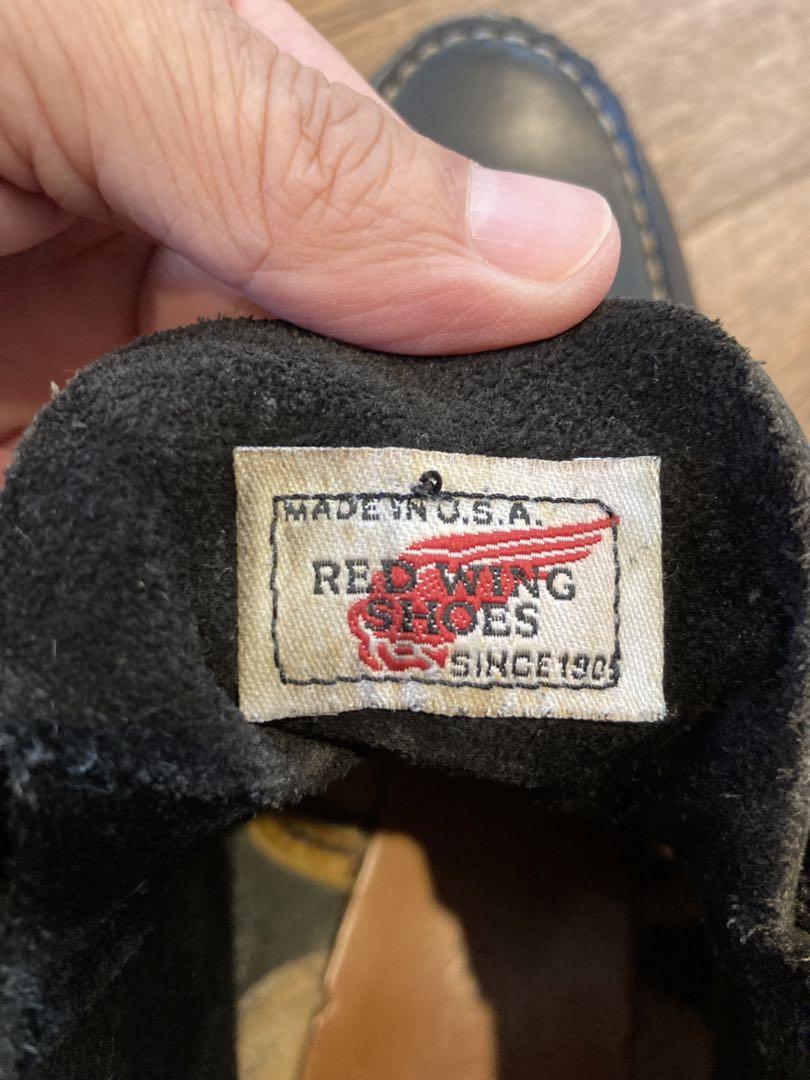 MADE IN U.S.A.
RED WING
SHOES
SINCE 1905